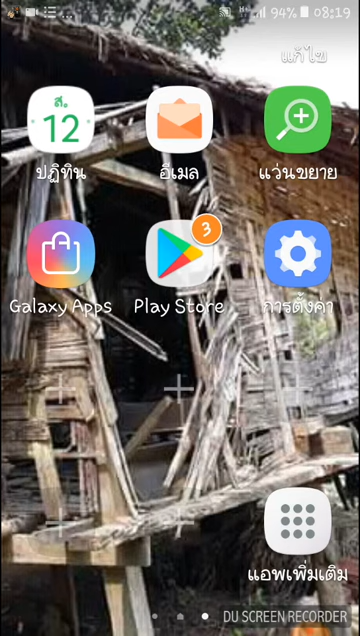 94% 08:19
แก้ไข
สี.ค.
12
ปฏิทิน
อีเมล
แว่นขยาย
3
Galaxy Apps
Play Store
การตั้งค่า
แอพเพิ่มเติม
DU SCREEN RECORDER